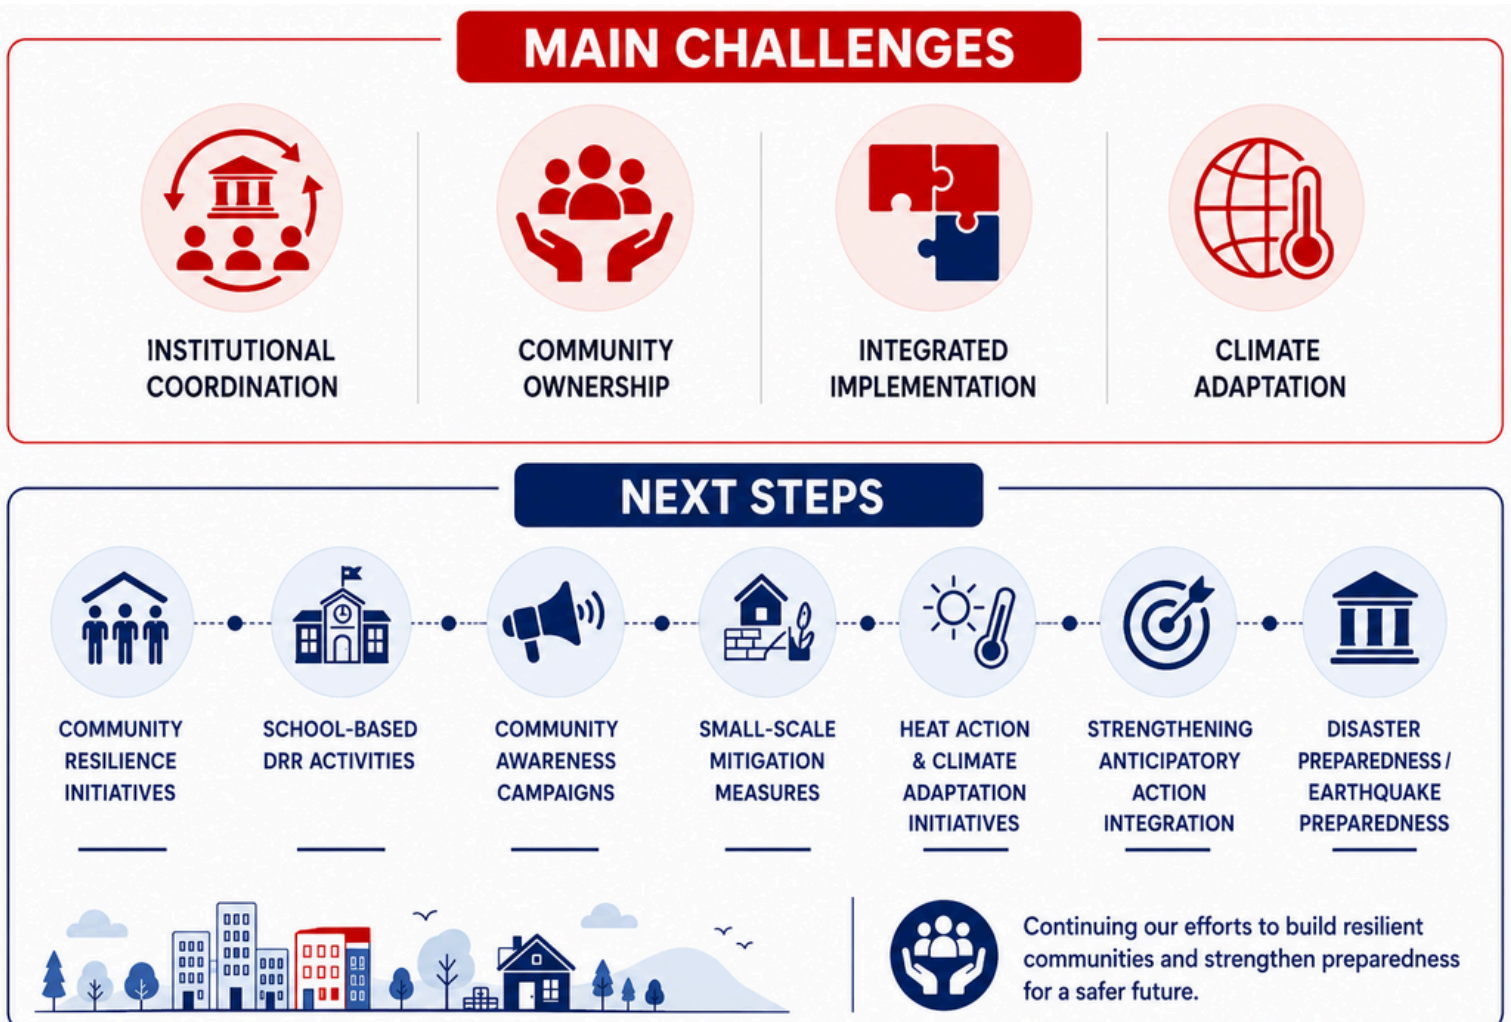 MAIN CHALLENGES
INSTITUTIONAL
COORDINATION
COMMUNITY
OWNERSHIP
INTEGRATED
IMPLEMENTATION
CLIMATE
ADAPTATION
NEXT STEPS
COMMUNITY
RESILIENCE
INITIATIVES
SCHOOL-BASED
DRR ACTIVITIES
COMMUNITY
AWARENESS
CAMPAIGNS
SMALL-SCALE
MITIGATION
MEASURES
HEAT ACTION
& CLIMATE
ADAPTATION
INITIATIVES
STRENGTHENING
ANTICIPATORY
ACTION
INTEGRATION
DISASTER
PREPAREDNESS/
EARTHQUAKE
PREPAREDNESS
Continuing our efforts to build resilient
communities and strengthen preparedness
for a safer future.